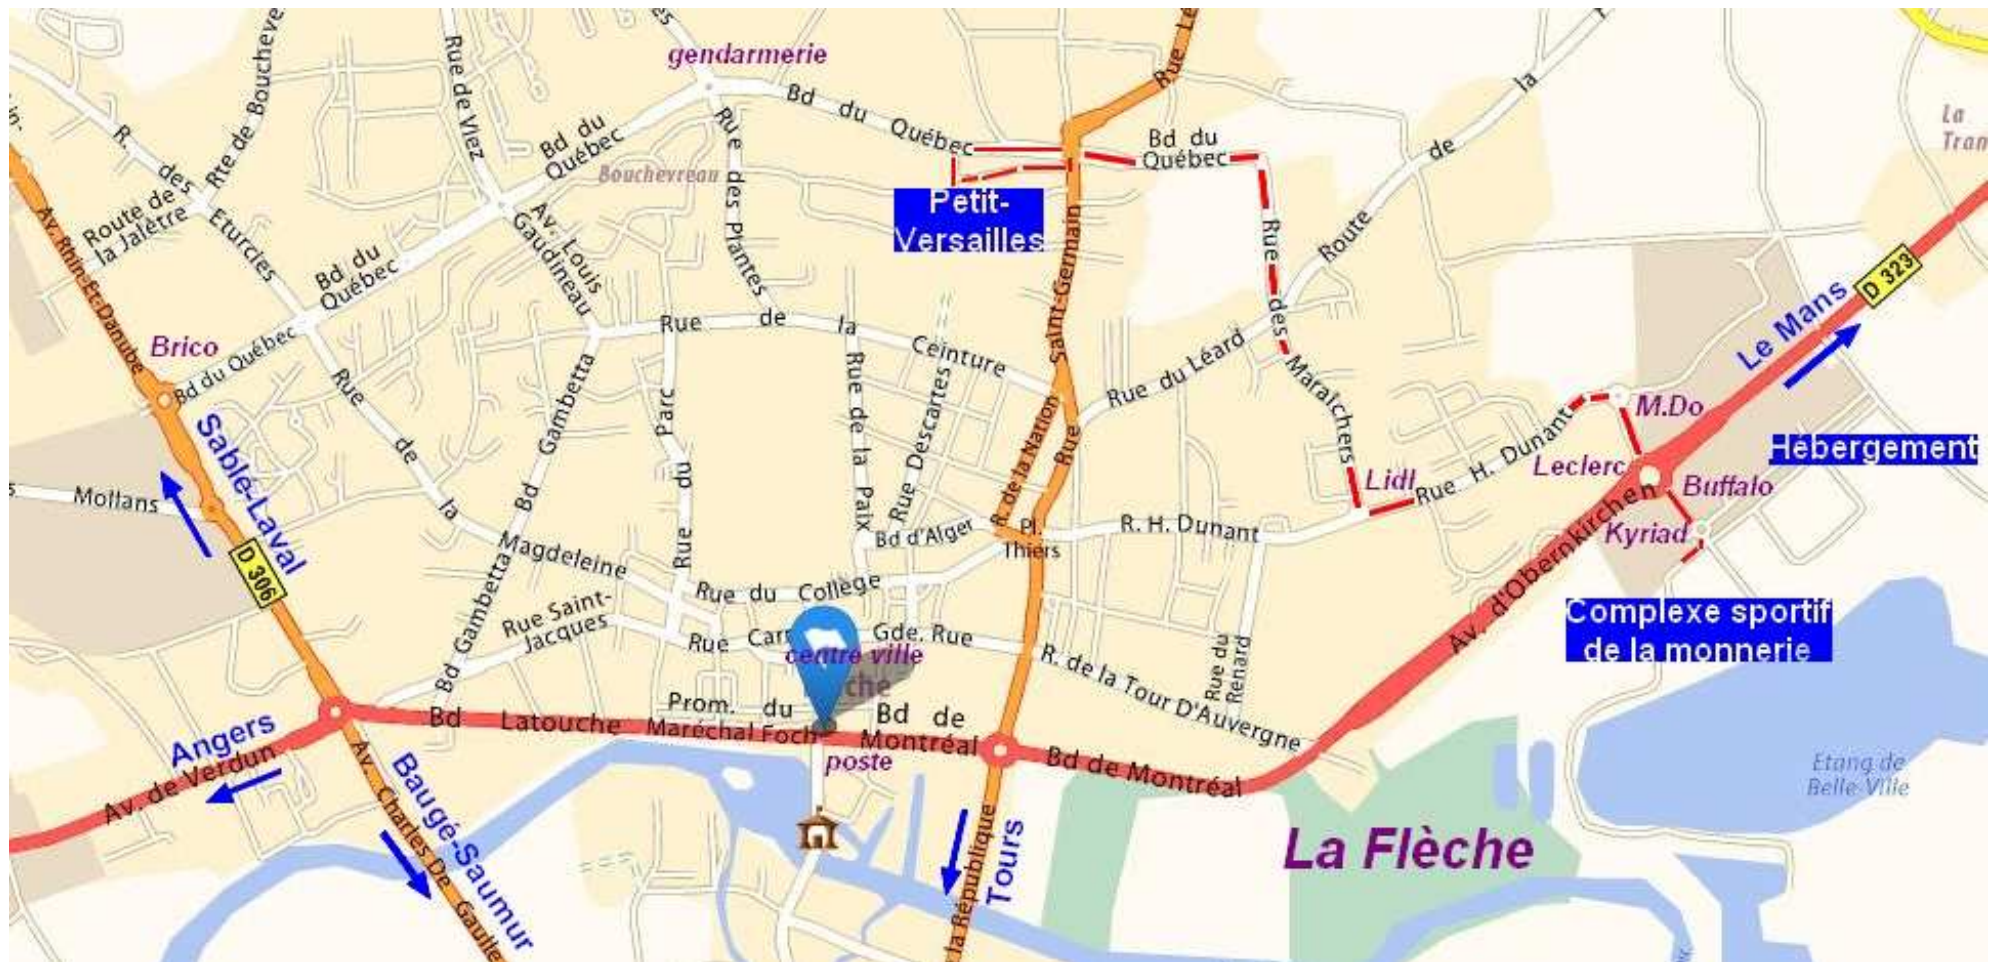 gendarmerie
Rue de Viez
R. des
Eturcies
Rte de Boucheve
Route de
la Jalêtre
Bd du
Québec
Bouchevreau
Bd du Québec
Rue des Plantes
Rue
Bd du
Québec
La
Tran
Petit-
Versailles
Av. Rhin-Et-Danube
Av. Louis
Gaudineau
Bd du
Québec
Saint-Germain
Rue des Maraîchers
Route de la
D 323
Le Mans
Brico
Bd du Québec
Rue de la
Ceinture
Rue du Léard
Rue de la
Magdeleine
Bd Gambetta
Rue du Parc
Rue de la Paix
Rue Descartes
R. de la Nation
Rue
M.Do
Hébergement
Sablé-Laval
Mollans
Lidl
Rue H. Dunant
Leclerc
Buffalo
Kyriad
Bd d'Alger
Pl.
Thiers
R. H. Dunant
D 306
Bd Gambetta
Rue du Collège
Rue Saint-
Jacques
Rue Carn
Gde. Rue
centre ville
Complexe sportif
de la monnerie
Av. d'Obernkirchen
R. de la Tour D'Auvergne
Rue du
Renard
Prom. du
Maréchal Foch
Bd Latouche
Bd de
Montréal
Bd de Montréal
poste
Angers
Av. de Verdun
Baugé-Saumur
Av. Charles De Gaulle
Tours
la République
La Flèche
Etang de
Belle-Ville